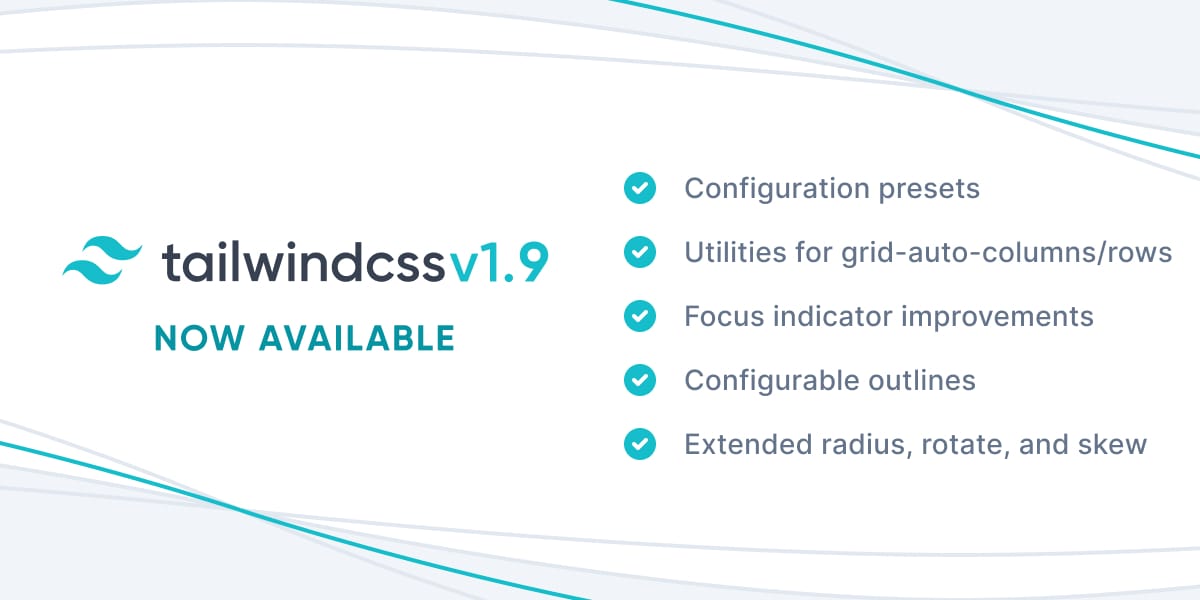 tailwindcss v1.9
NOW AVAILABLE
Configuration presets
Utilities for grid-auto-columns/rows
Focus indicator improvements
Configurable outlines
Extended radius, rotate, and skew